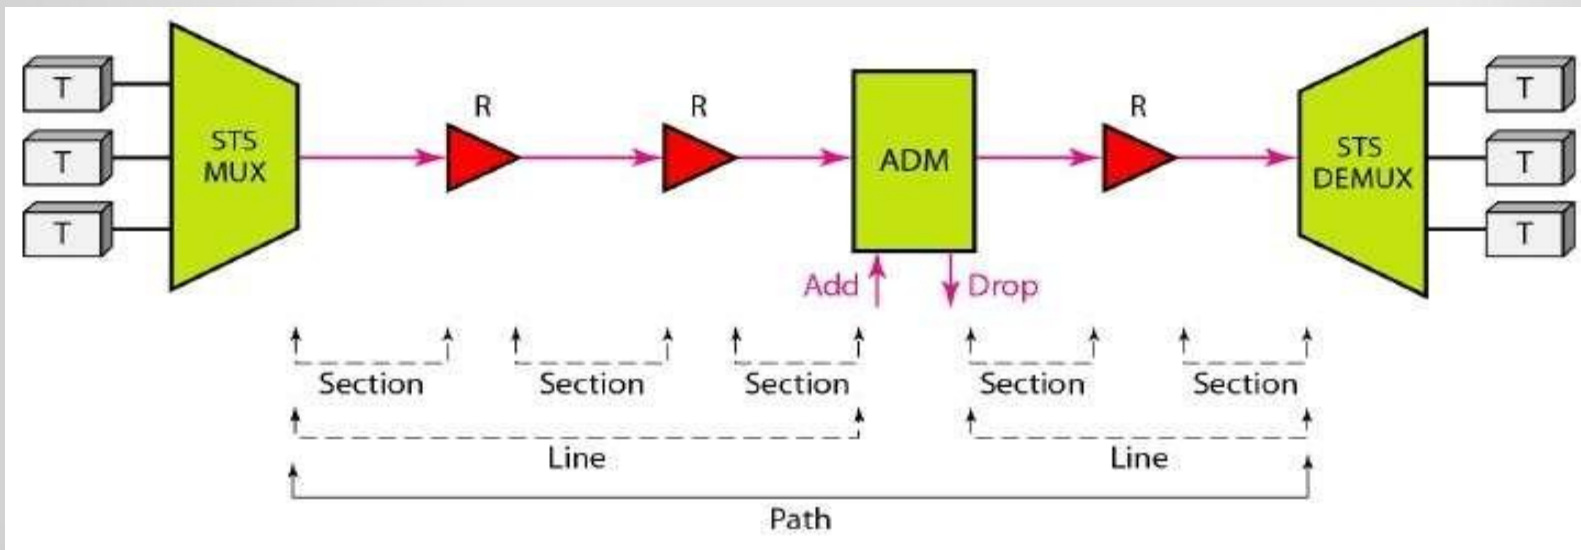 T
T
T
STS
MUX
R
R
ADM
Add
Drop
R
STS
DEMUX
T
T
T
Section
Section
Section
Section
Section
Line
Line
Path